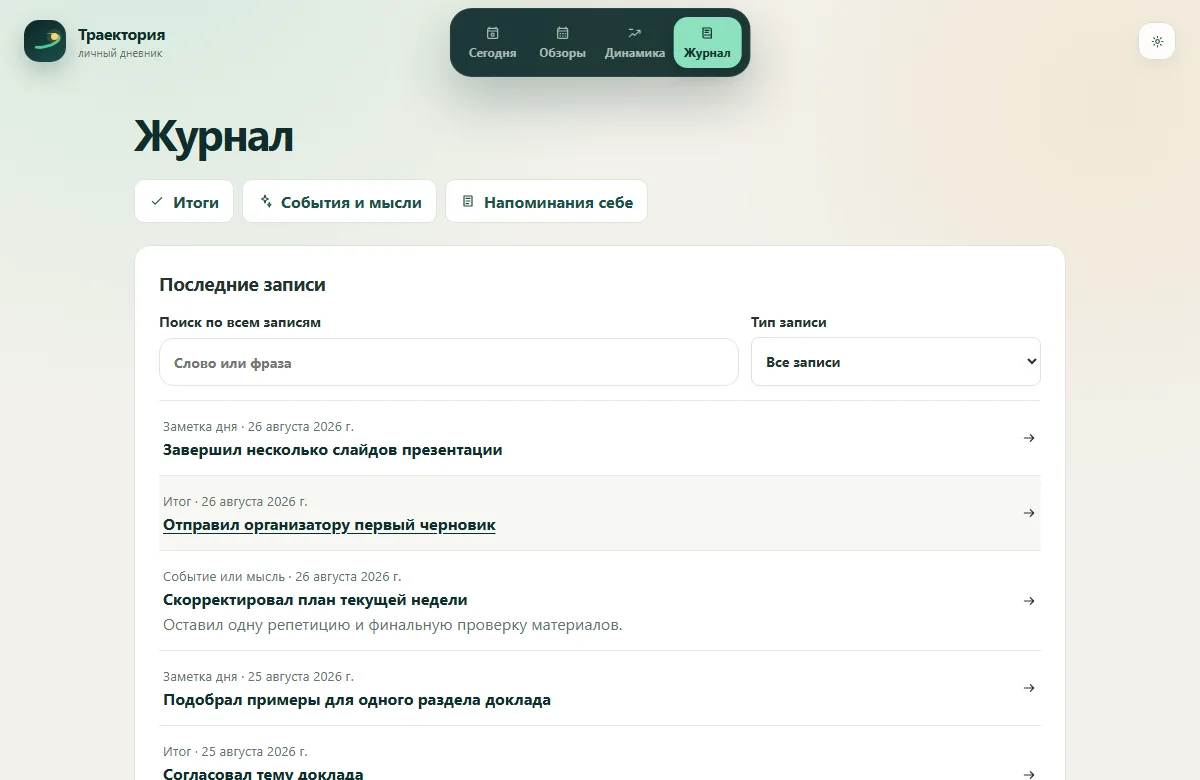 Траектория
личный дневник
Сегодня
Обзоры
Динамика
Журнал
Журнал
Итоги
События и мысли
Напоминания себе
Последние записи
Поиск по всем записям
Тип записи
Слово или фраза
Все записи
Заметка дня · 26 августа 2026 г.
Завершил несколько слайдов презентации
Итог · 26 августа 2026 г.
Отправил организатору первый черновик
Событие или мысль · 26 августа 2026 г.
Скорректировал план текущей недели
Оставил одну репетицию и финальную проверку материалов.
Заметка дня · 25 августа 2026 г.
Подобрал примеры для одного раздела доклада
Итог · 25 августа 2026 г.
Согласовал тему доклада